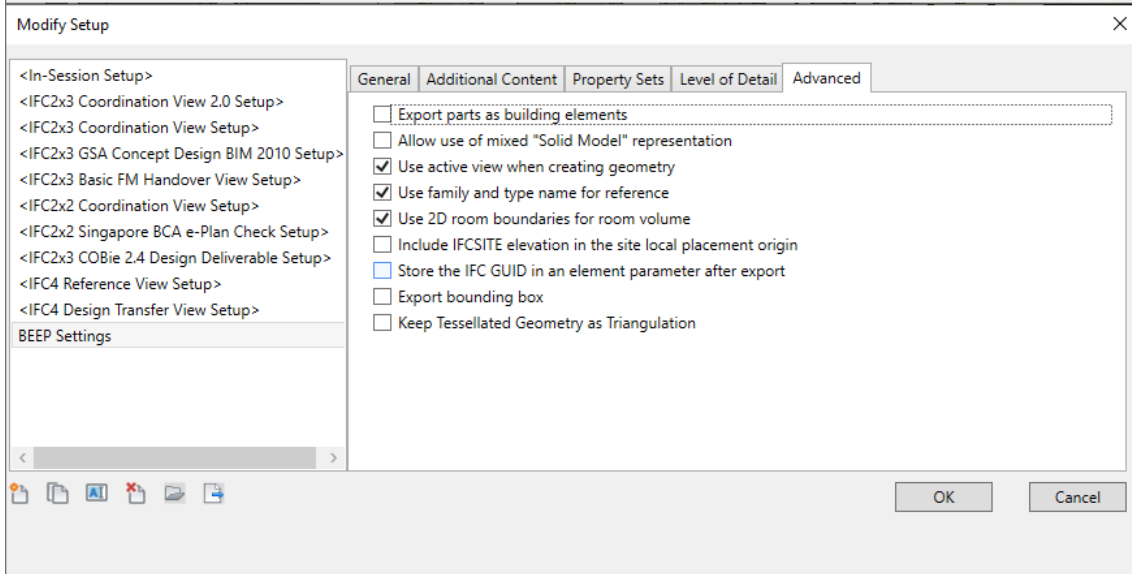 Modify Setup
<In-Session Setup>
<IFC2x3 Coordination View 2.0 Setup>
<IFC2x3 Coordination View Setup>
<IFC2x3 GSA Concept Design BIM 2010 Setup>
<IFC2x3 Basic FM Handover View Setup>
<IFC2x2 Coordination View Setup>
<IFC2x2 Singapore BCA e-Plan Check Setup>
<IFC2x3 COBie 2.4 Design Deliverable Setup>
<IFC4 Reference View Setup>
<IFC4 Design Transfer View Setup>
BEEP Settings
General Additional Content Property Sets Level of Detail Advanced
Export parts as building elements
Allow use of mixed "Solid Model" representation
Use active view when creating geometry
Use family and type name for reference
Use 2D room boundaries for room volume
Include IFCSITE elevation in the site local placement origin
Store the IFC GUID in an element parameter after export
Export bounding box
Keep Tessellated Geometry as Triangulation
AI
OK Cancel